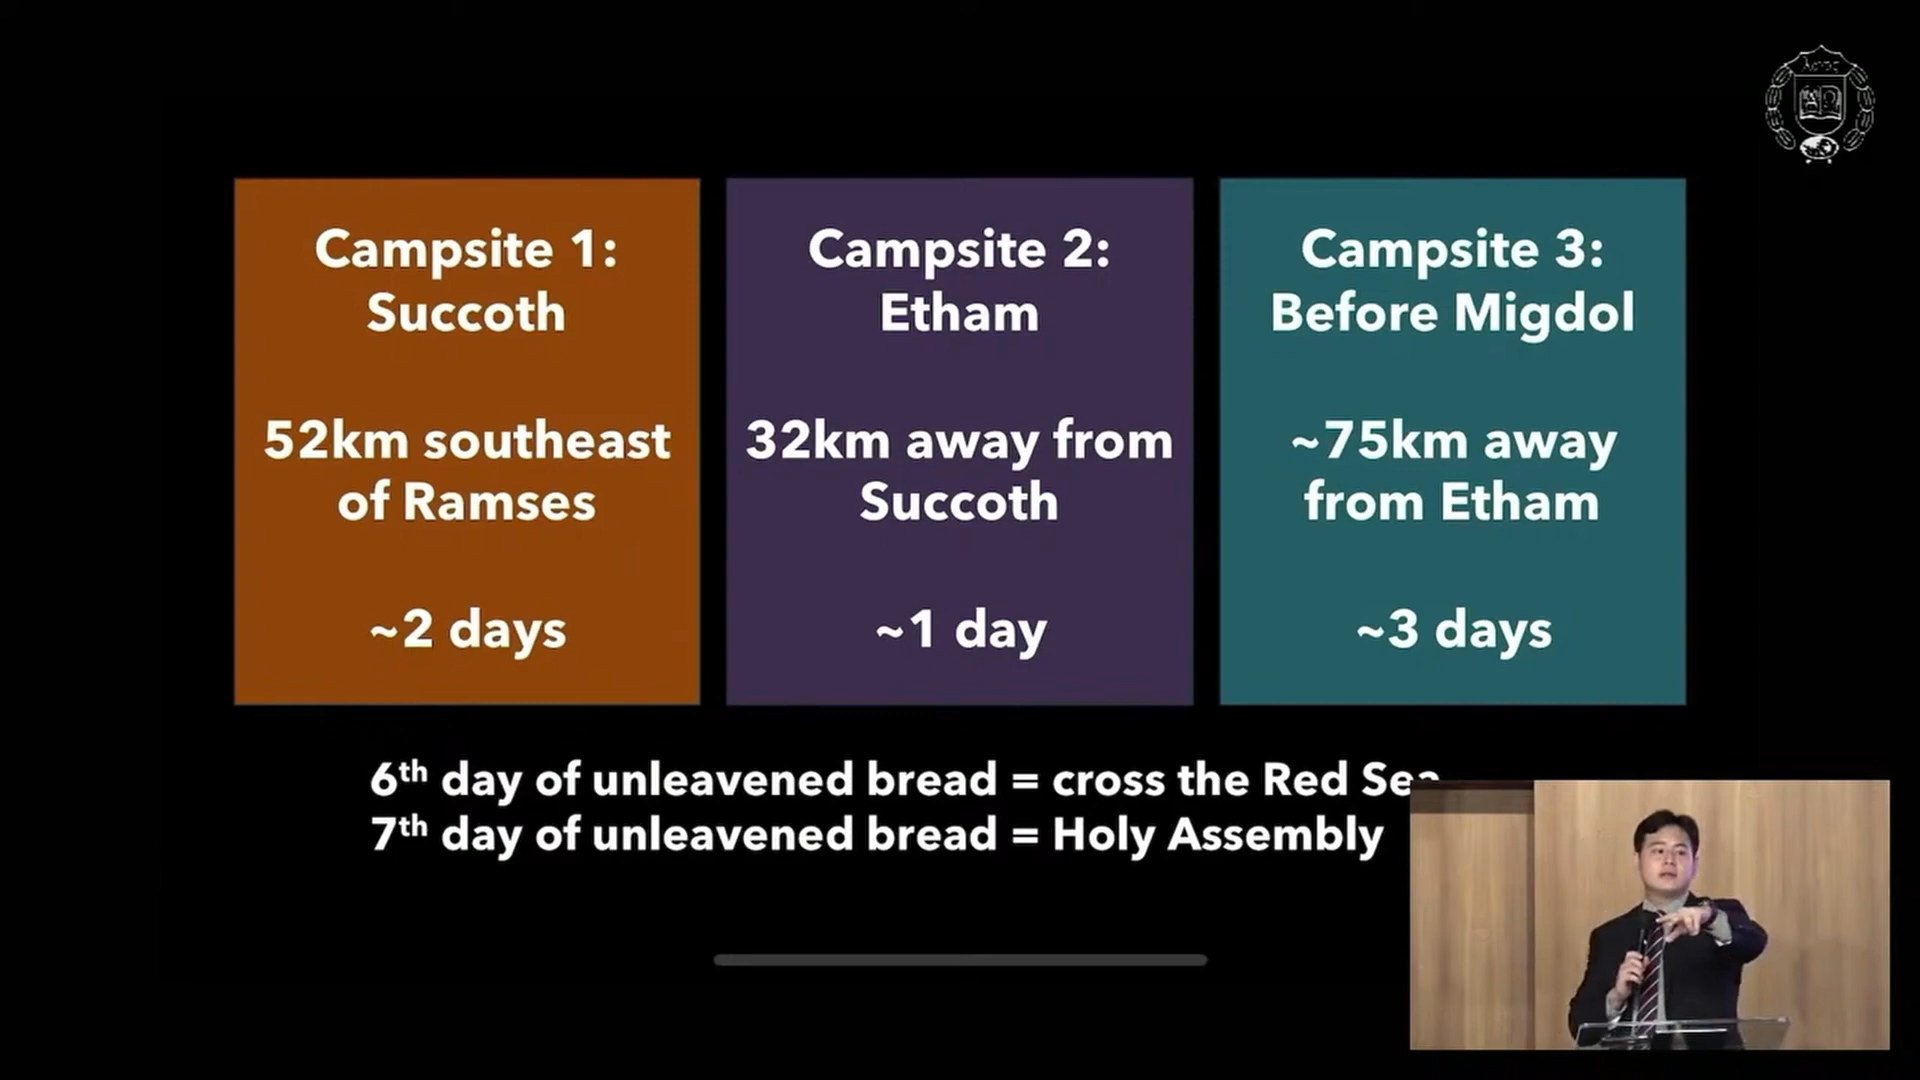 Campsite 1:
Succoth
52km southeast
of Ramses
~2 days
Campsite 2:
Etham
32km away from
Succoth
~1 day
Campsite 3:
Before Migdol
~75km away
from Etham
~3 days
6th day of unleavened bread = cross the Red Sea
7th day of unleavened bread = Holy Assembly